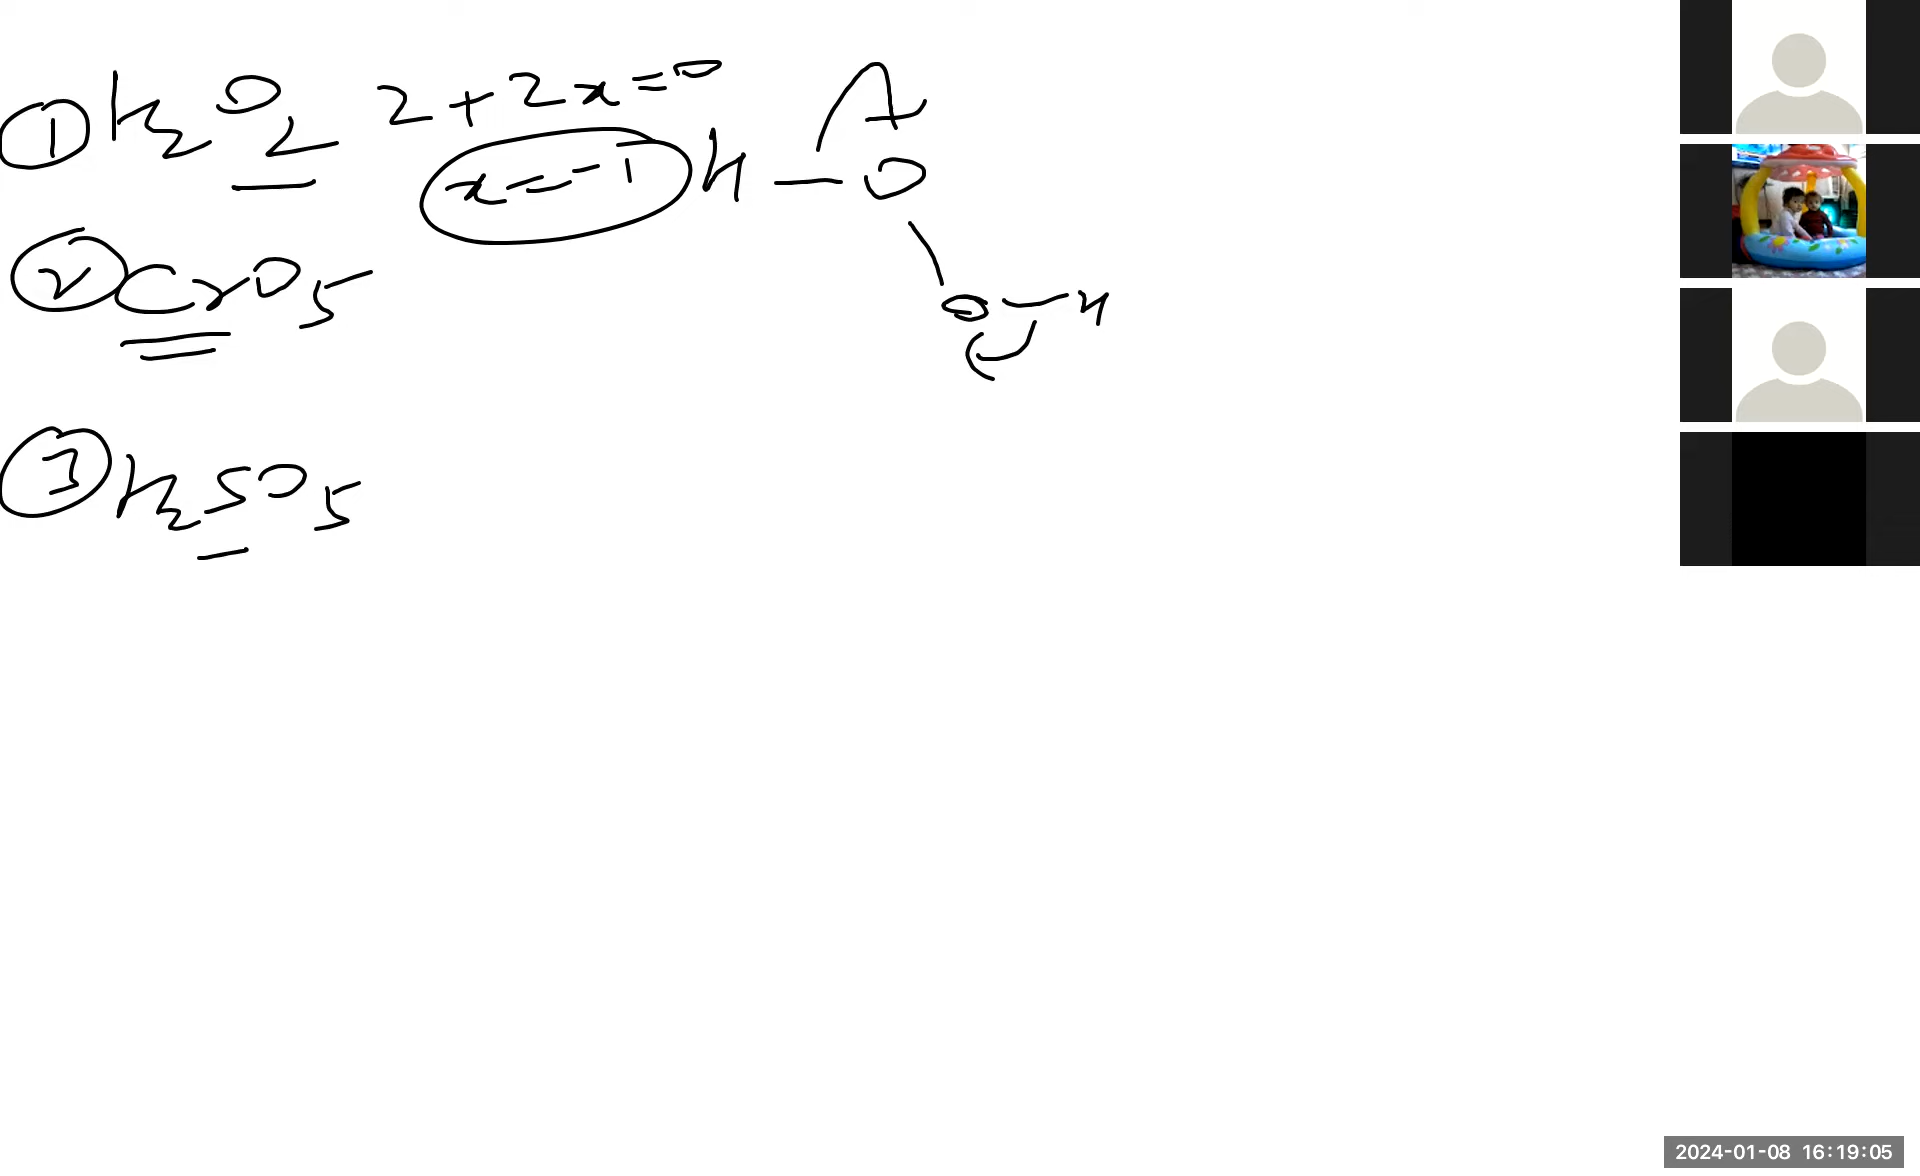 ① H₂O₂ 2+2x=0
x=-1 H-O
② CrO₅
O-H
③ H₂SO₅
2024-01-08 16:19:05